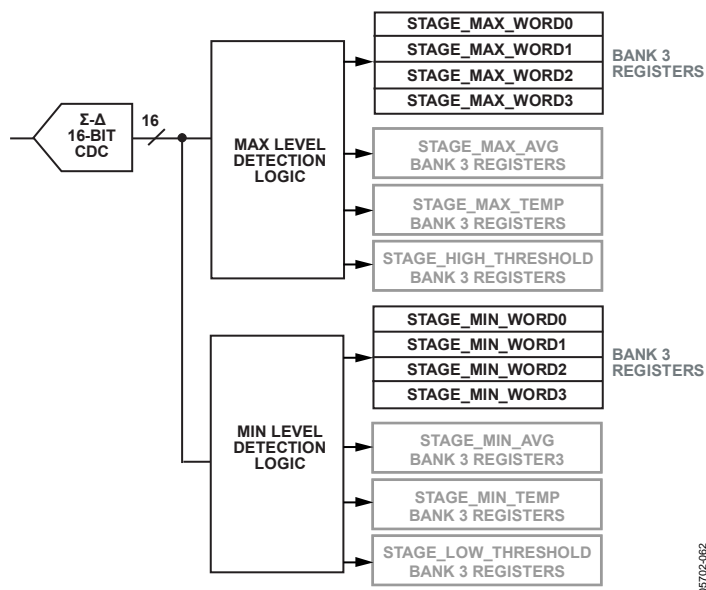 STAGE_MAX_WORD0
STAGE_MAX_WORD1
STAGE_MAX_WORD2
STAGE_MAX_WORD3
BANK 3
REGISTERS
Σ-Δ
16-BIT
CDC
16
MAX LEVEL
DETECTION
LOGIC
STAGE_MAX_AVG
BANK 3 REGISTERS
STAGE_MAX_TEMP
BANK 3 REGISTERS
STAGE_HIGH_THRESHOLD
BANK 3 REGISTERS
STAGE_MIN_WORD0
STAGE_MIN_WORD1
STAGE_MIN_WORD2
STAGE_MIN_WORD3
BANK 3
REGISTERS
MIN LEVEL
DETECTION
LOGIC
STAGE_MIN_AVG
BANK 3 REGISTER3
STAGE_MIN_TEMP
BANK 3 REGISTERS
STAGE_LOW_THRESHOLD
BANK 3 REGISTERS
05702-062